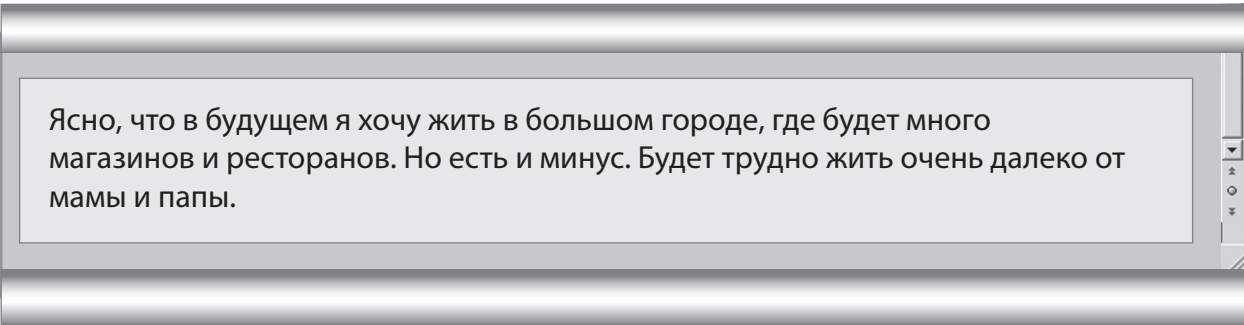 Ясно, что в будущем я хочу жить в большом городе, где будет много
магазинов и ресторанов. Но есть и минус. Будет трудно жить очень далеко от
мамы и папы.